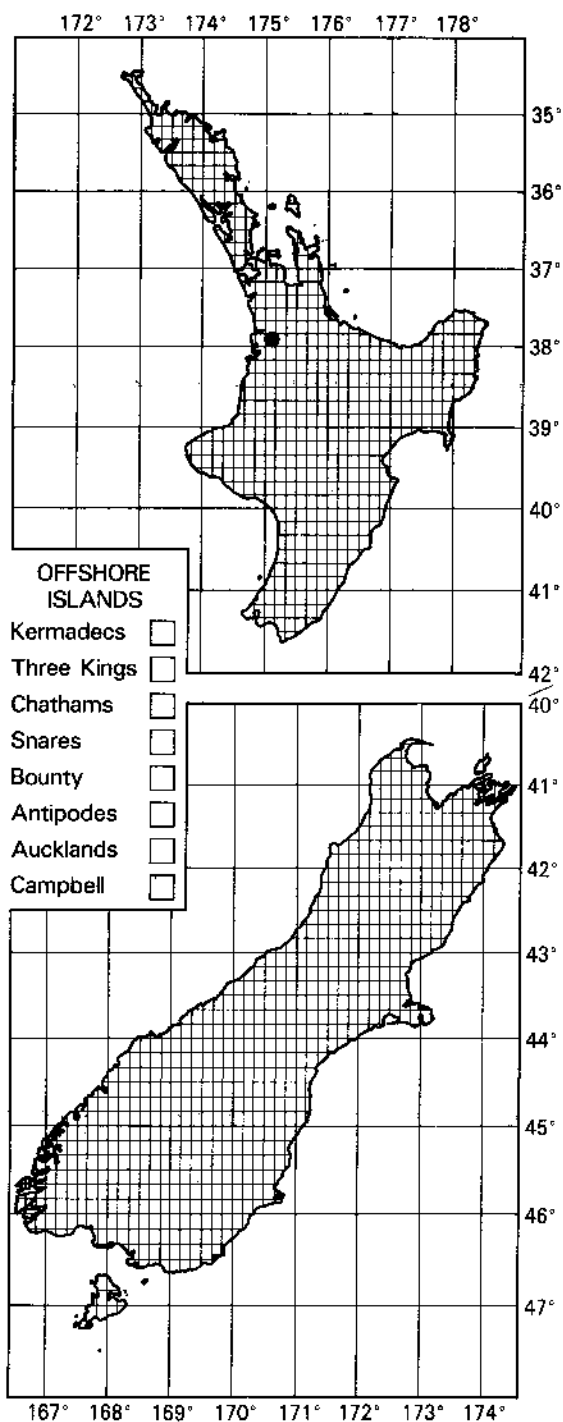 172° 173° 174° 175° 176° 177° 178°
35°
36°
37°
38°
39°
40°
41°
42°
OFFSHORE
ISLANDS
Kermadecs
Three Kings
Chathams
Snares
Bounty
Antipodes
Aucklands
Campbell
40°
41°
42°
43°
44°
45°
46°
47°
167° 168° 169° 170° 171° 172° 173° 174°